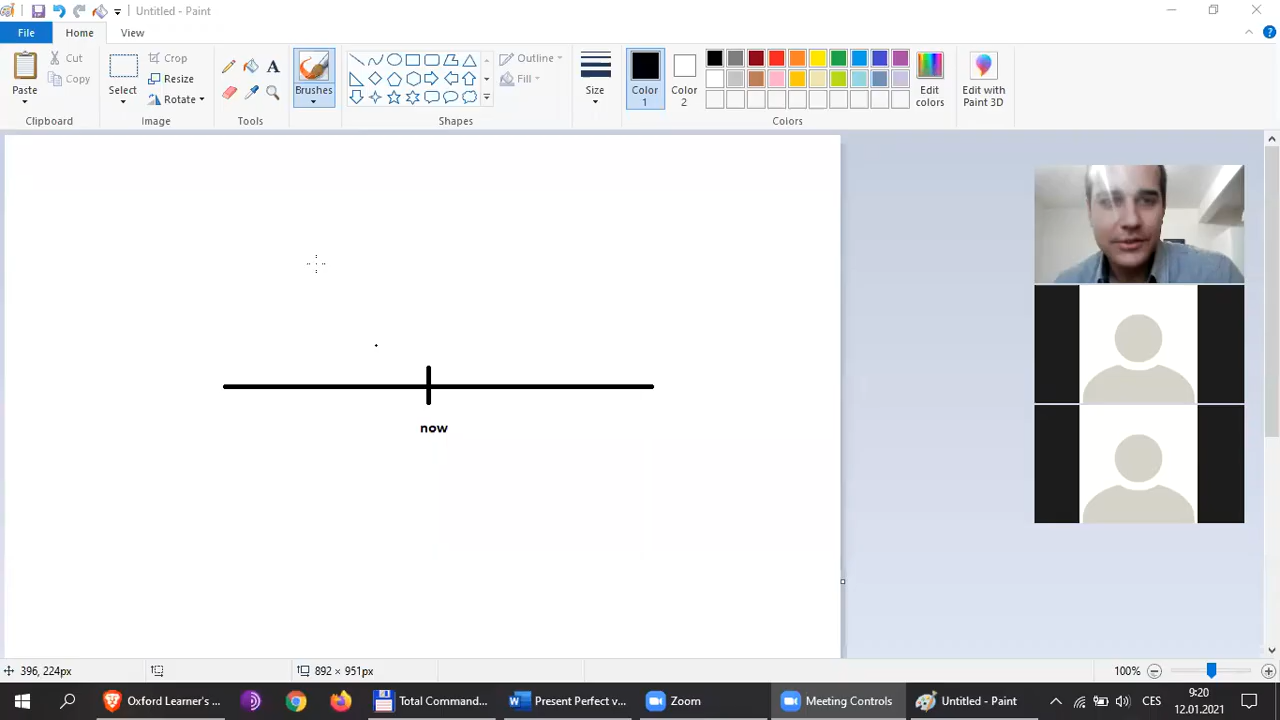 Untitled - Paint
File Home View
Paste
Cut
Copy
Clipboard
Select
Crop
Resize
Rotate
Image
A
Tools
Brushes
Outline
Fill
Shapes
Size
Color 1
Color 2
Edit colors
Colors
Edit with Paint 3D
now
396, 224px
892 × 951px
100%
Oxford Learner's ...
Total Command...
Present Perfect v...
Zoom
Meeting Controls
Untitled - Paint
CES
9:20
12.01.2021